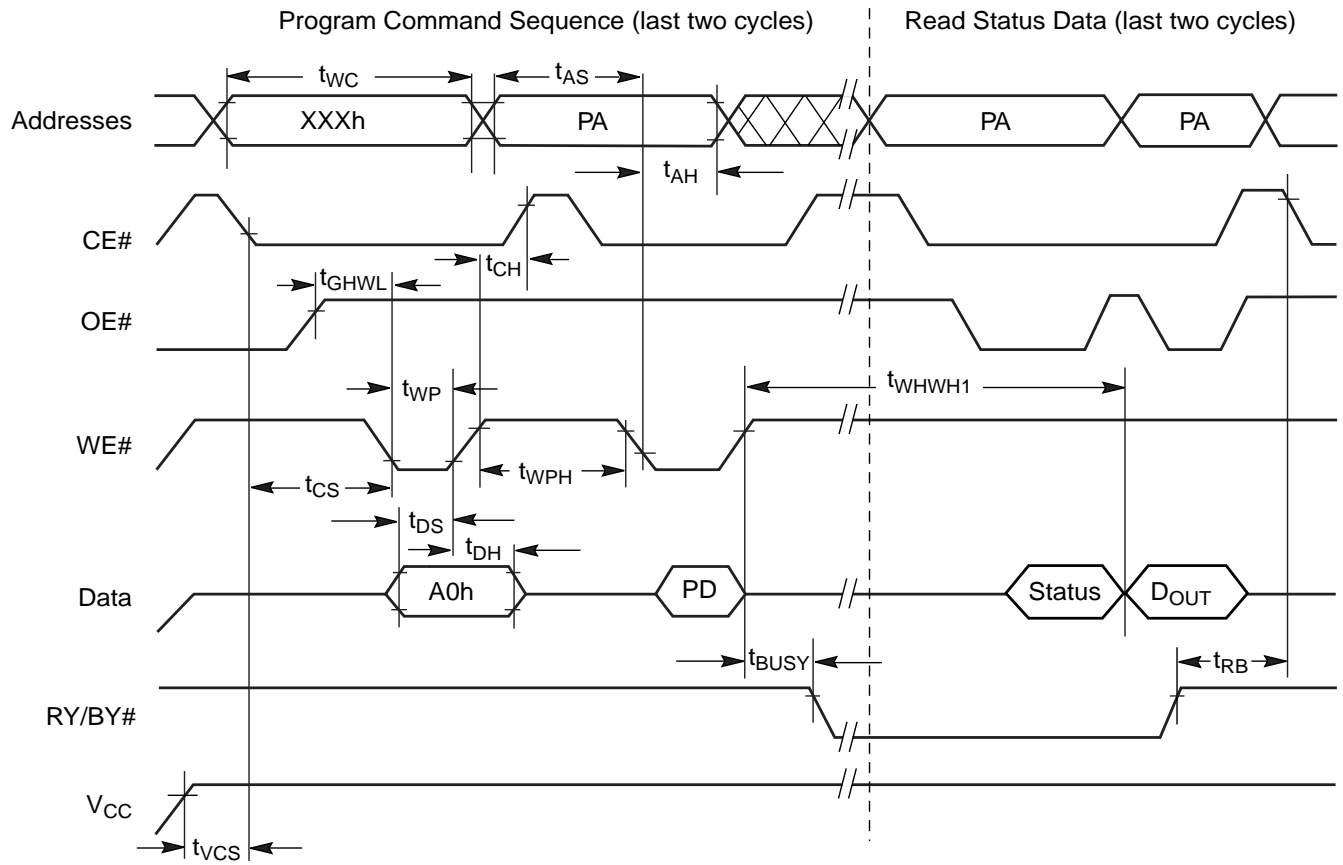 Program Command Sequence (last two cycles)
Read Status Data (last two cycles)
tWC
tAS
Addresses
XXXh
PA
PA
PA
tAH
CE#
tCH
tGHWL
OE#
tWP
tWHWH1
WE#
tWPH
tCS
tDS
tDH
Data
A0h
PD
Status
DOUT
tBUSY
tRB
RY/BY#
VCC
tVCS